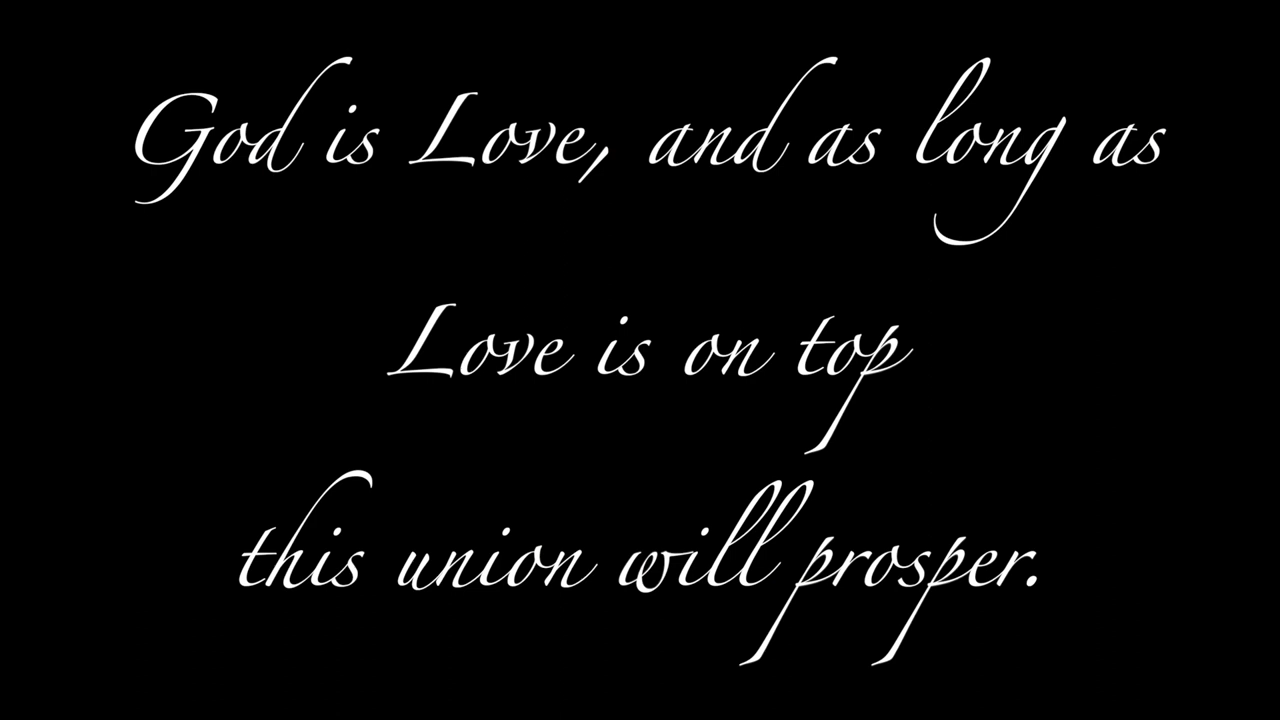 God is Love, and as long as
Love is on top
this union will prosper.